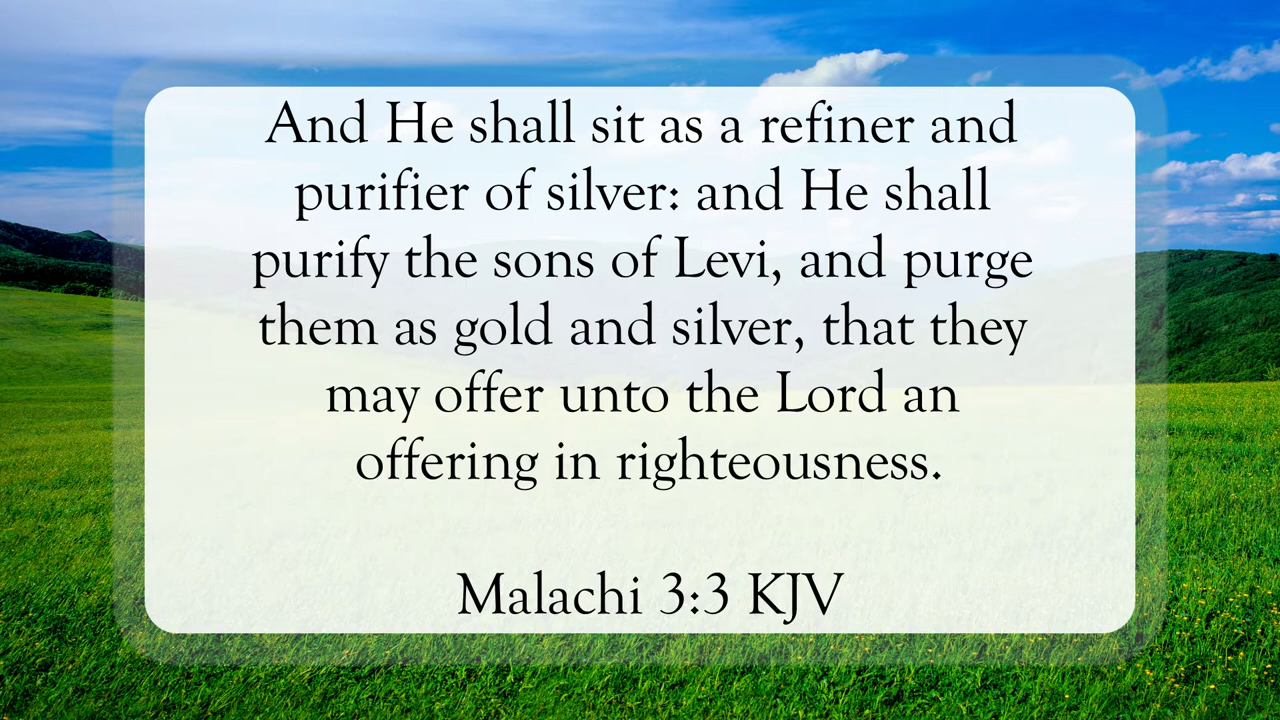 And He shall sit as a refiner and
purifier of silver: and He shall
purify the sons of Levi, and purge
them as gold and silver, that they
may offer unto the Lord an
offering in righteousness.
Malachi 3:3 KJV